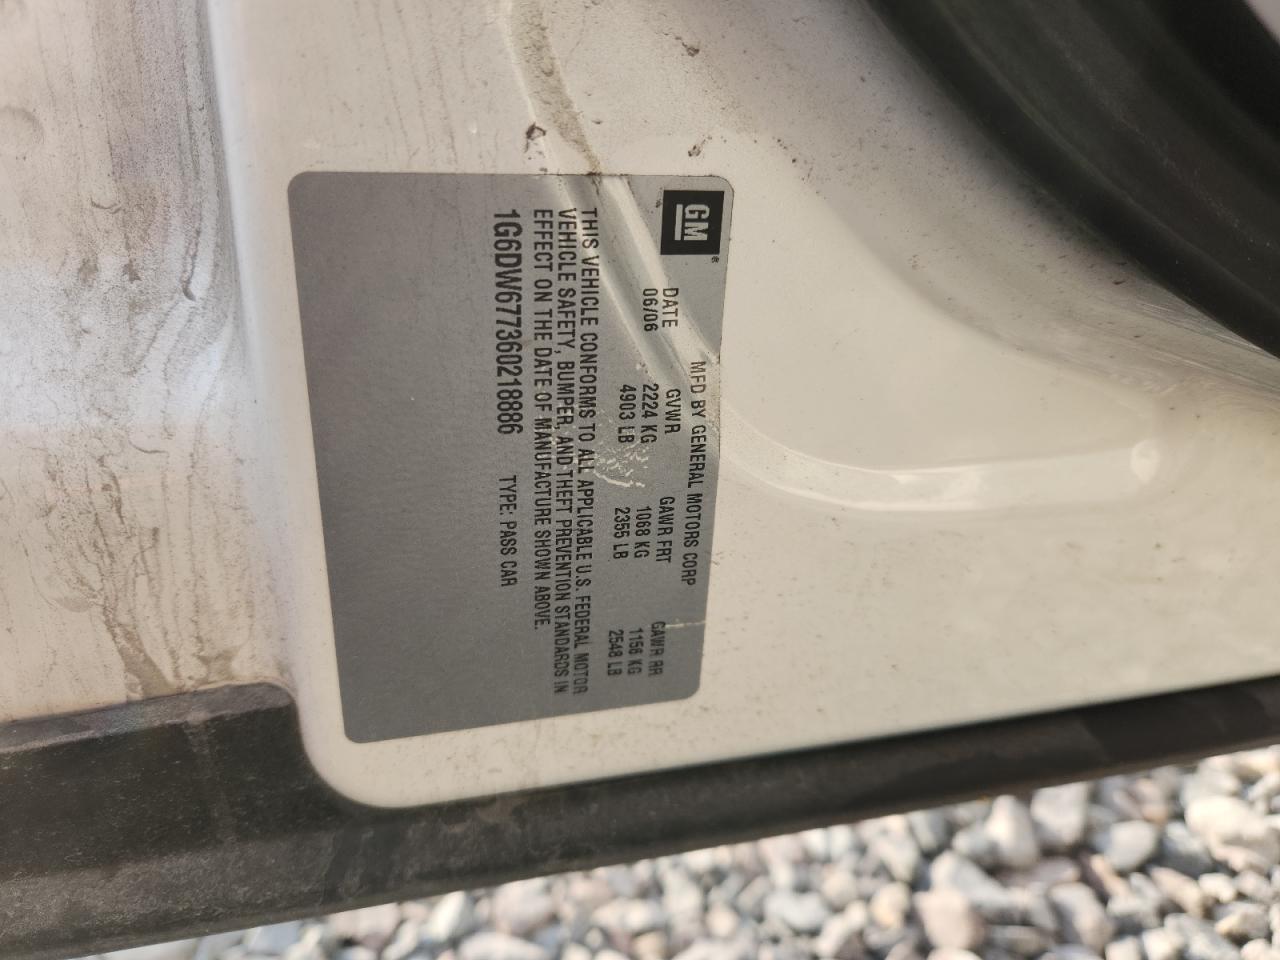 GM
MFD BY GENERAL MOTORS CORP
DATE GVWR GAWR FRT GAWR RR
06/06 2224 KG 1068 KG 1156 KG
4903 LB 2355 LB 2548 LB
THIS VEHICLE CONFORMS TO ALL APPLICABLE U.S. FEDERAL MOTOR
VEHICLE SAFETY, BUMPER, AND THEFT PREVENTION STANDARDS IN
EFFECT ON THE DATE OF MANUFACTURE SHOWN ABOVE.
1G6DW677360218886 TYPE: PASS CAR